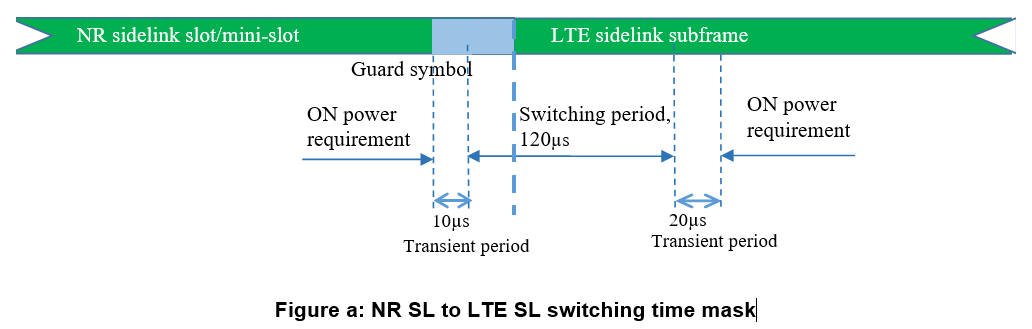 NR sidelink slot/mini-slot
LTE sidelink subframe
Guard symbol
ON power
requirement
Switching period,
120µs
ON power
requirement
10µs
Transient period
20µs
Transient period
Figure a: NR SL to LTE SL switching time mask